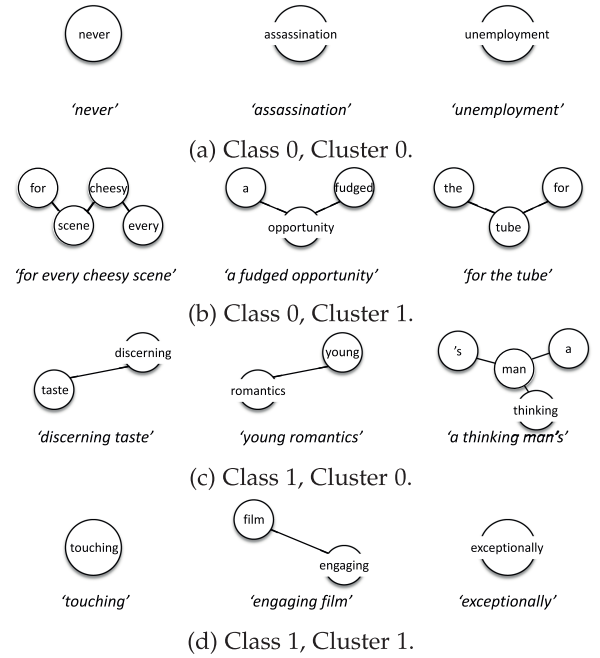 never assassination unemployment
‘never’ ‘assassination’ ‘unemployment’
(a) Class 0, Cluster 0.
for cheesy a fudged the for
scene every opportunity tube
‘for every cheesy scene’ ‘a fudged opportunity’ ‘for the tube’
(b) Class 0, Cluster 1.
discerning young ’s a
taste romantics man
thinking
‘discerning taste’ ‘young romantics’ ‘a thinking man’s’
(c) Class 1, Cluster 0.
film
touching engaging exceptionally
‘touching’ ‘engaging film’ ‘exceptionally’
(d) Class 1, Cluster 1.